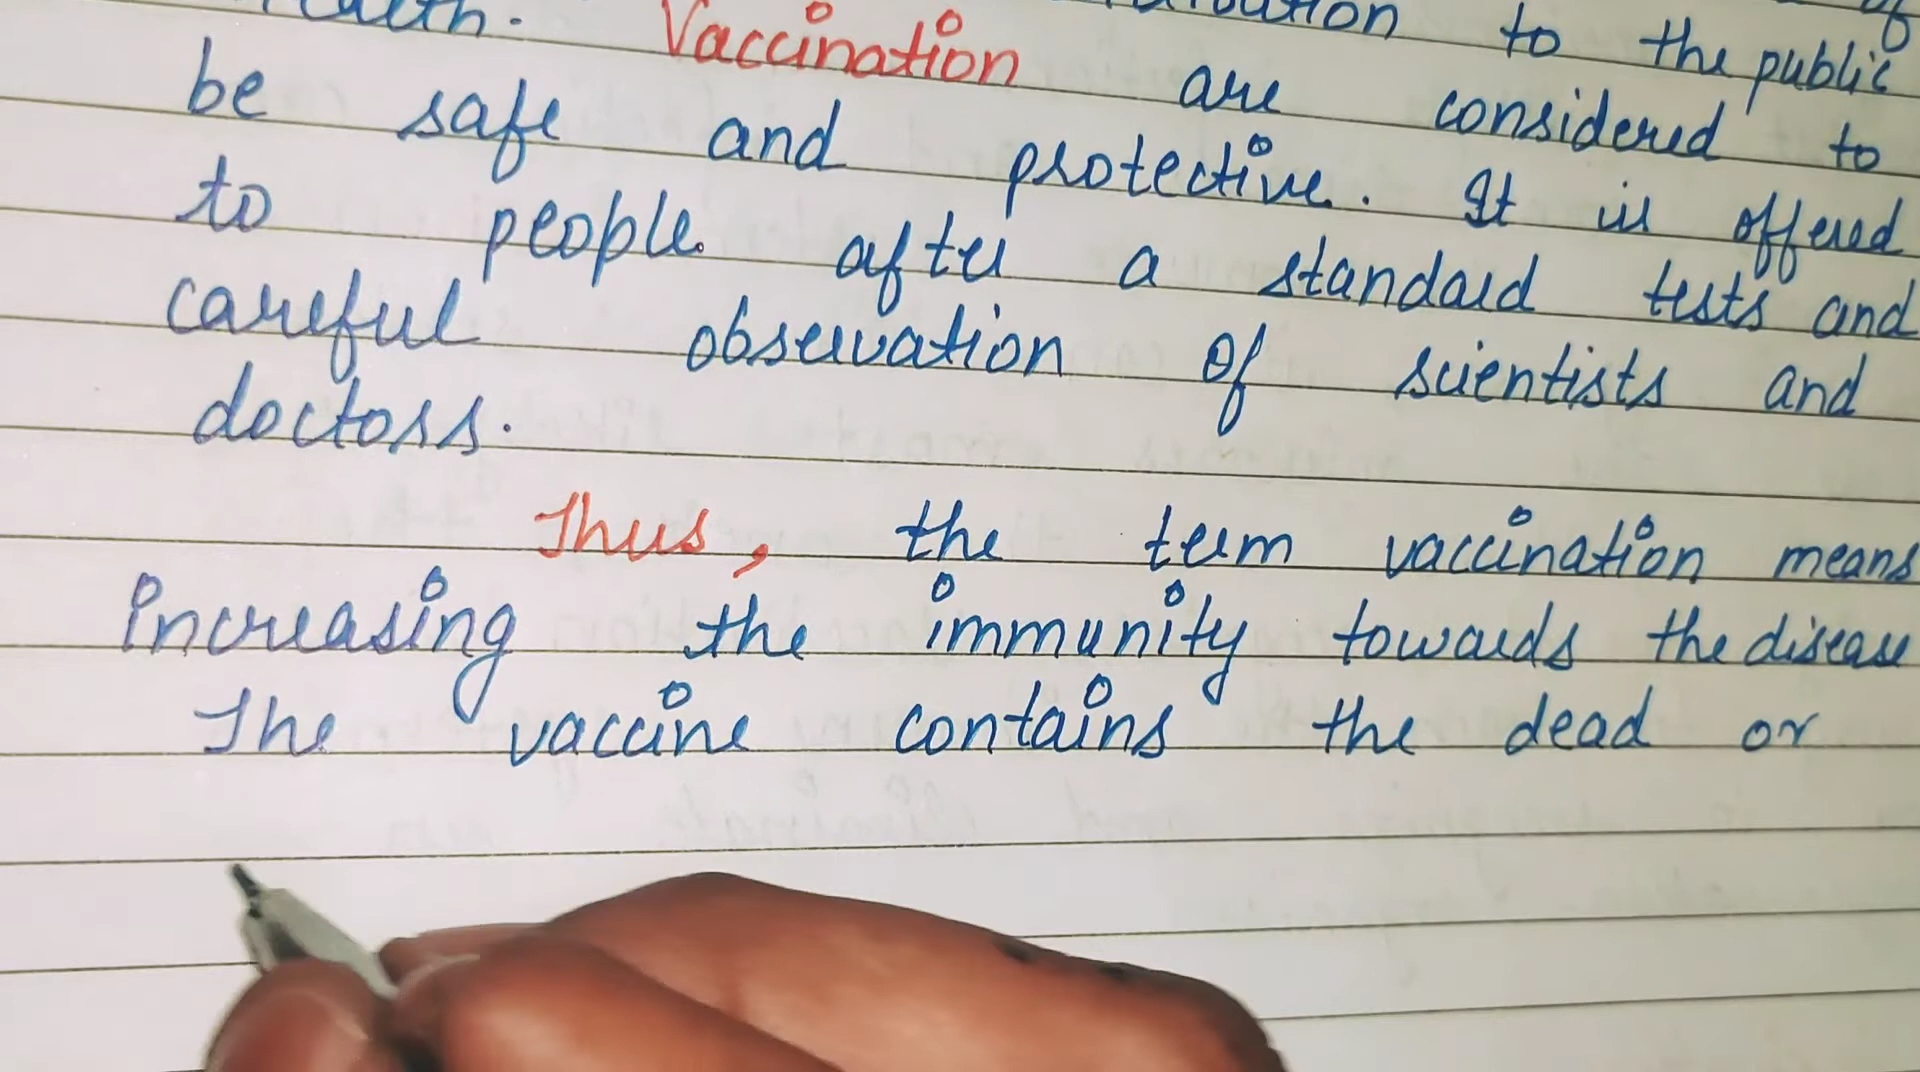 to the public
Vaccination are considered to
be safe and protective. It is offered
to people after a standard tests and
careful observation of scientists and
doctors.
Thus, the term vaccination means
Increasing the immunity towards the disease
The vaccine contains the dead or